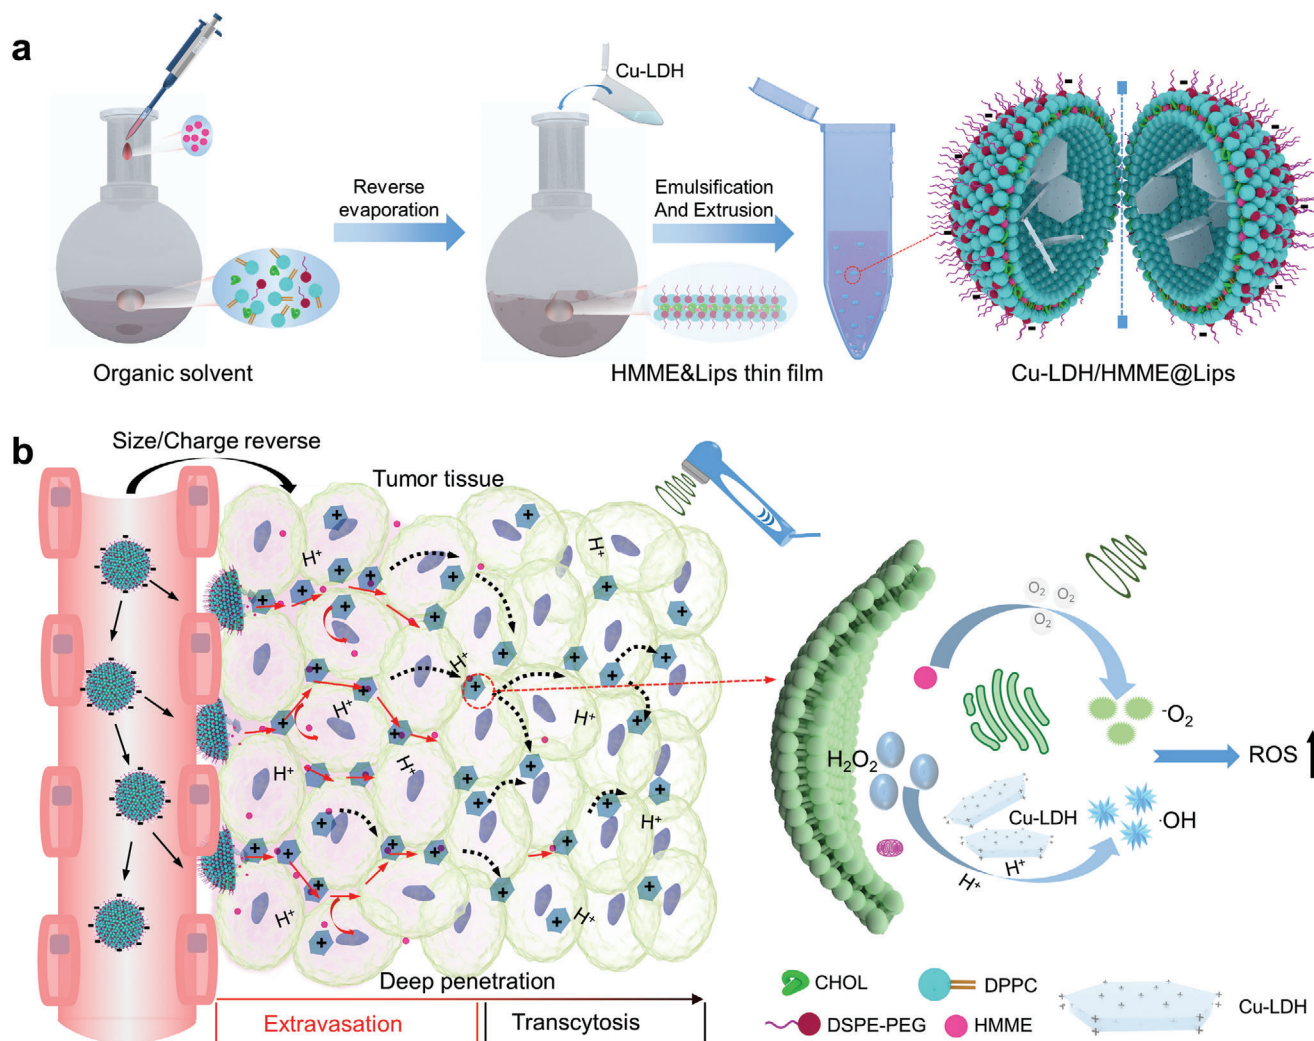 a
Cu-LDH
Reverse
evaporation
Emulsification
And Extrusion
Organic solvent
HMME&Lips thin film
Cu-LDH/HMME@Lips
b
Size/Charge reverse
Tumor tissue
H⁺
H⁺
H⁺
H⁺
H⁺
H⁺
H⁺
H⁺
H⁺
H⁺
Deep penetration
Extravasation
Transcytosis
O₂ O₂
O₂
⁻O₂
H₂O₂
ROS
Cu-LDH
·OH
H⁺
H⁺
CHOL
DPPC
Cu-LDH
DSPE-PEG
HMME